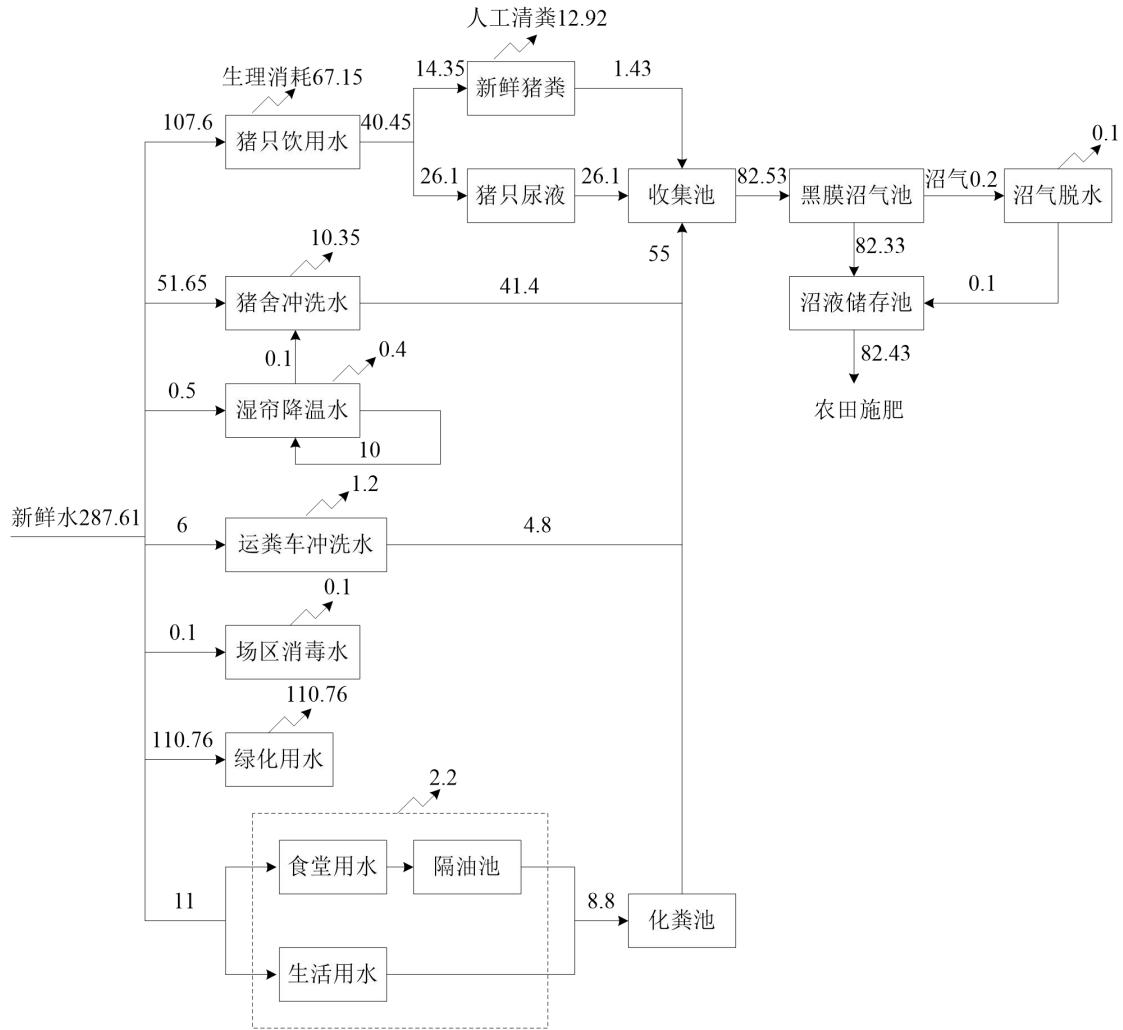 人工清粪12.92
生理消耗67.15
14.35
新鲜猪粪
1.43
107.6
猪只饮用水
40.45
0.1
26.1
猪只尿液
26.1
收集池
82.53
黑膜沼气池
沼气0.2
沼气脱水
10.35
55
82.33
51.65
猪舍冲洗水
41.4
沼液储存池
0.1
0.1
0.4
82.43
0.5
湿帘降温水
农田施肥
10
1.2
新鲜水287.61
6
运粪车冲洗水
4.8
0.1
0.1
场区消毒水
110.76
110.76
绿化用水
2.2
食堂用水
隔油池
11
8.8
化粪池
生活用水